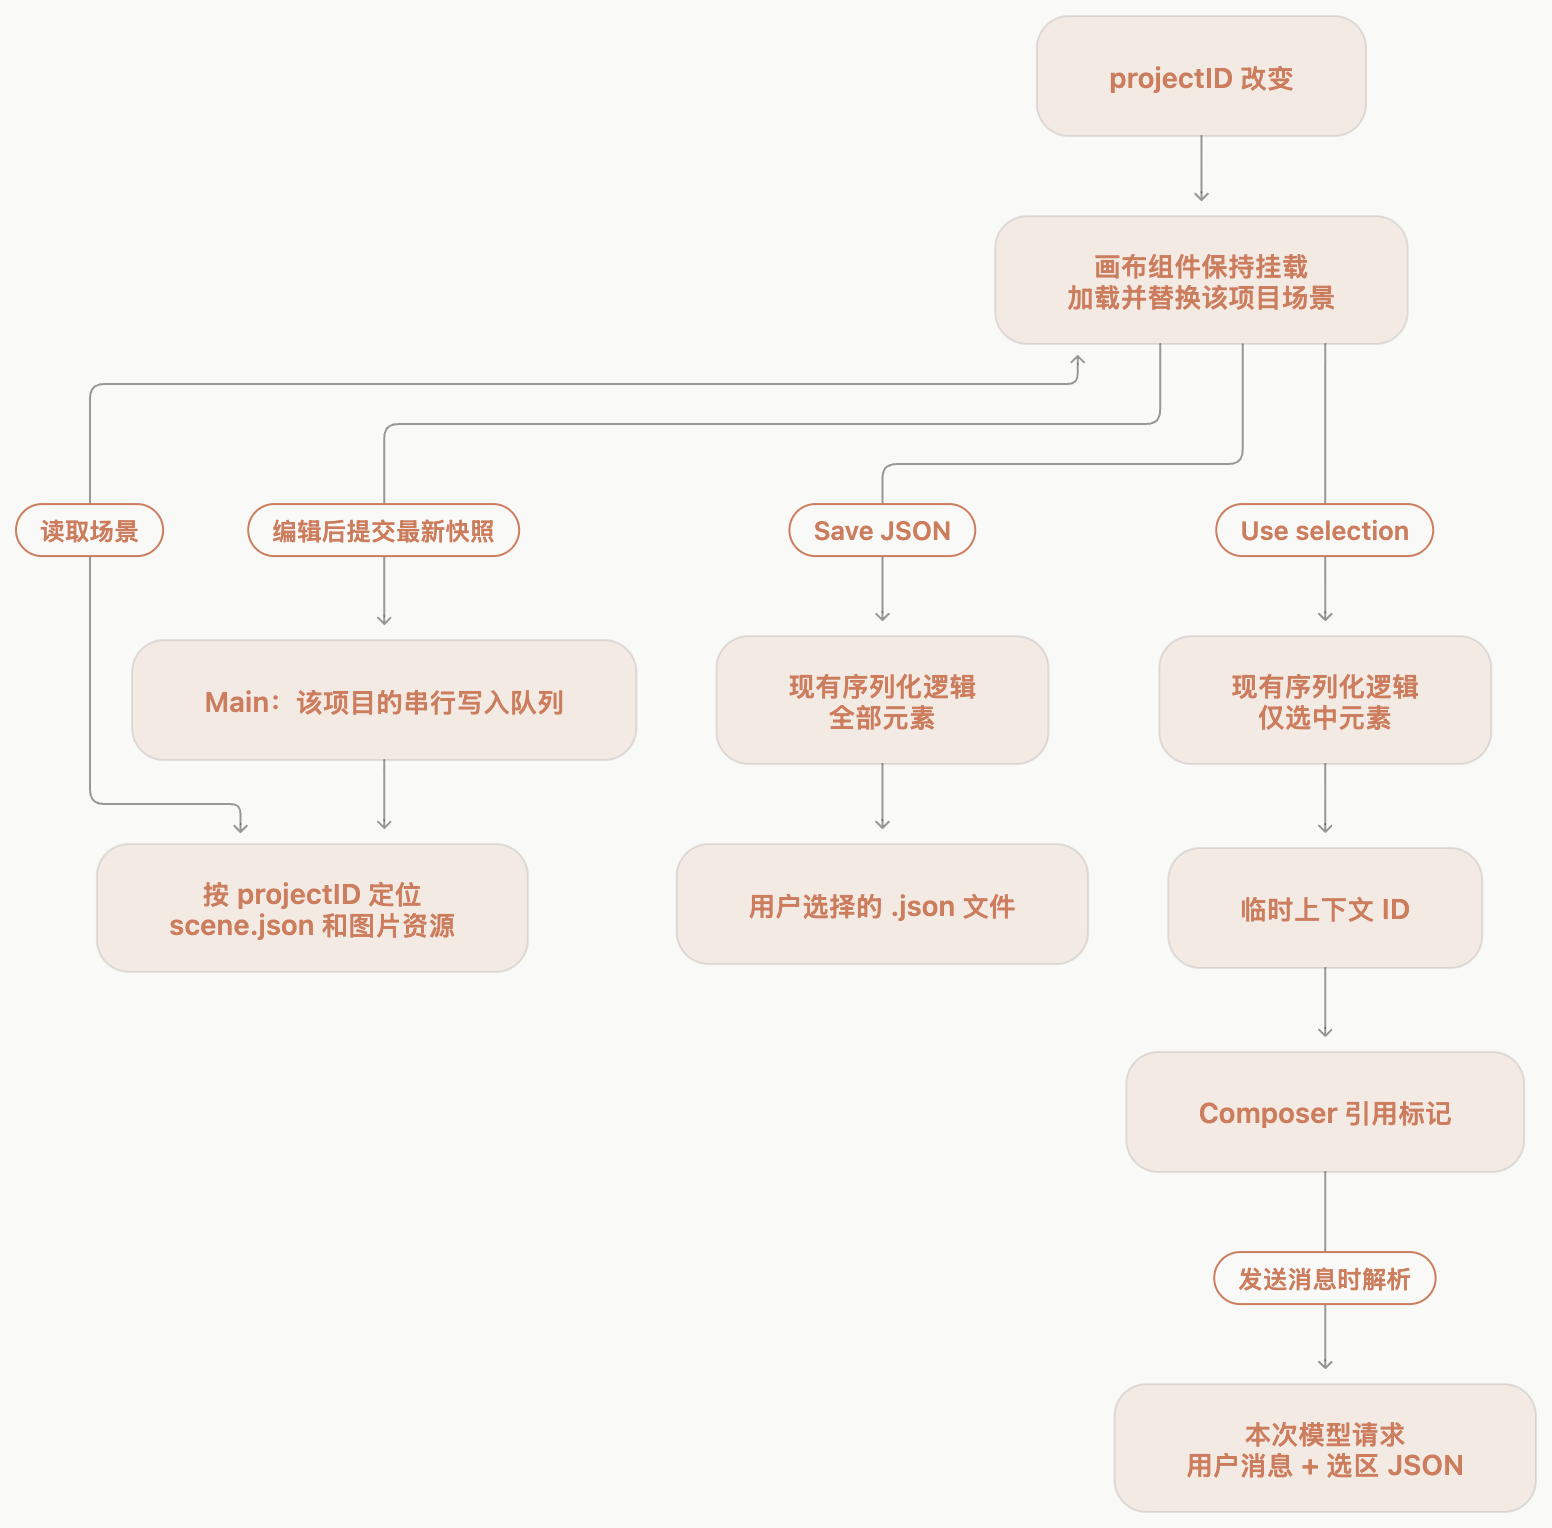 projectID 改变
画布组件保持挂载
加载并替换该项目场景
读取场景
编辑后提交最新快照
Save JSON
Use selection
Main：该项目的串行写入队列
现有序列化逻辑
全部元素
现有序列化逻辑
仅选中元素
按 projectID 定位
scene.json 和图片资源
用户选择的 .json 文件
临时上下文 ID
Composer 引用标记
发送消息时解析
本次模型请求
用户消息 + 选区 JSON